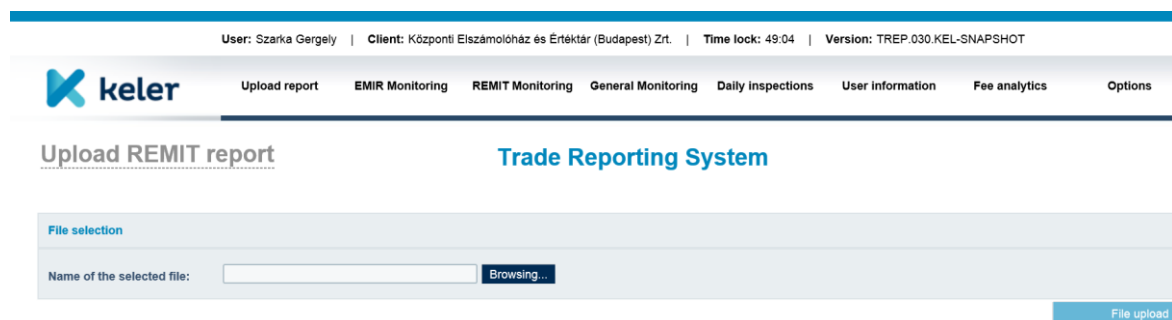 User: Szarka Gergely | Client: Központi Elszámolóház és Értéktár (Budapest) Zrt. | Time lock: 49:04 | Version: TREP.030.KEL-SNAPSHOT
keler Upload report EMIR Monitoring REMIT Monitoring General Monitoring Daily inspections User information Fee analytics Options
Upload REMIT report Trade Reporting System
File selection
Name of the selected file: Browsing...
File upload